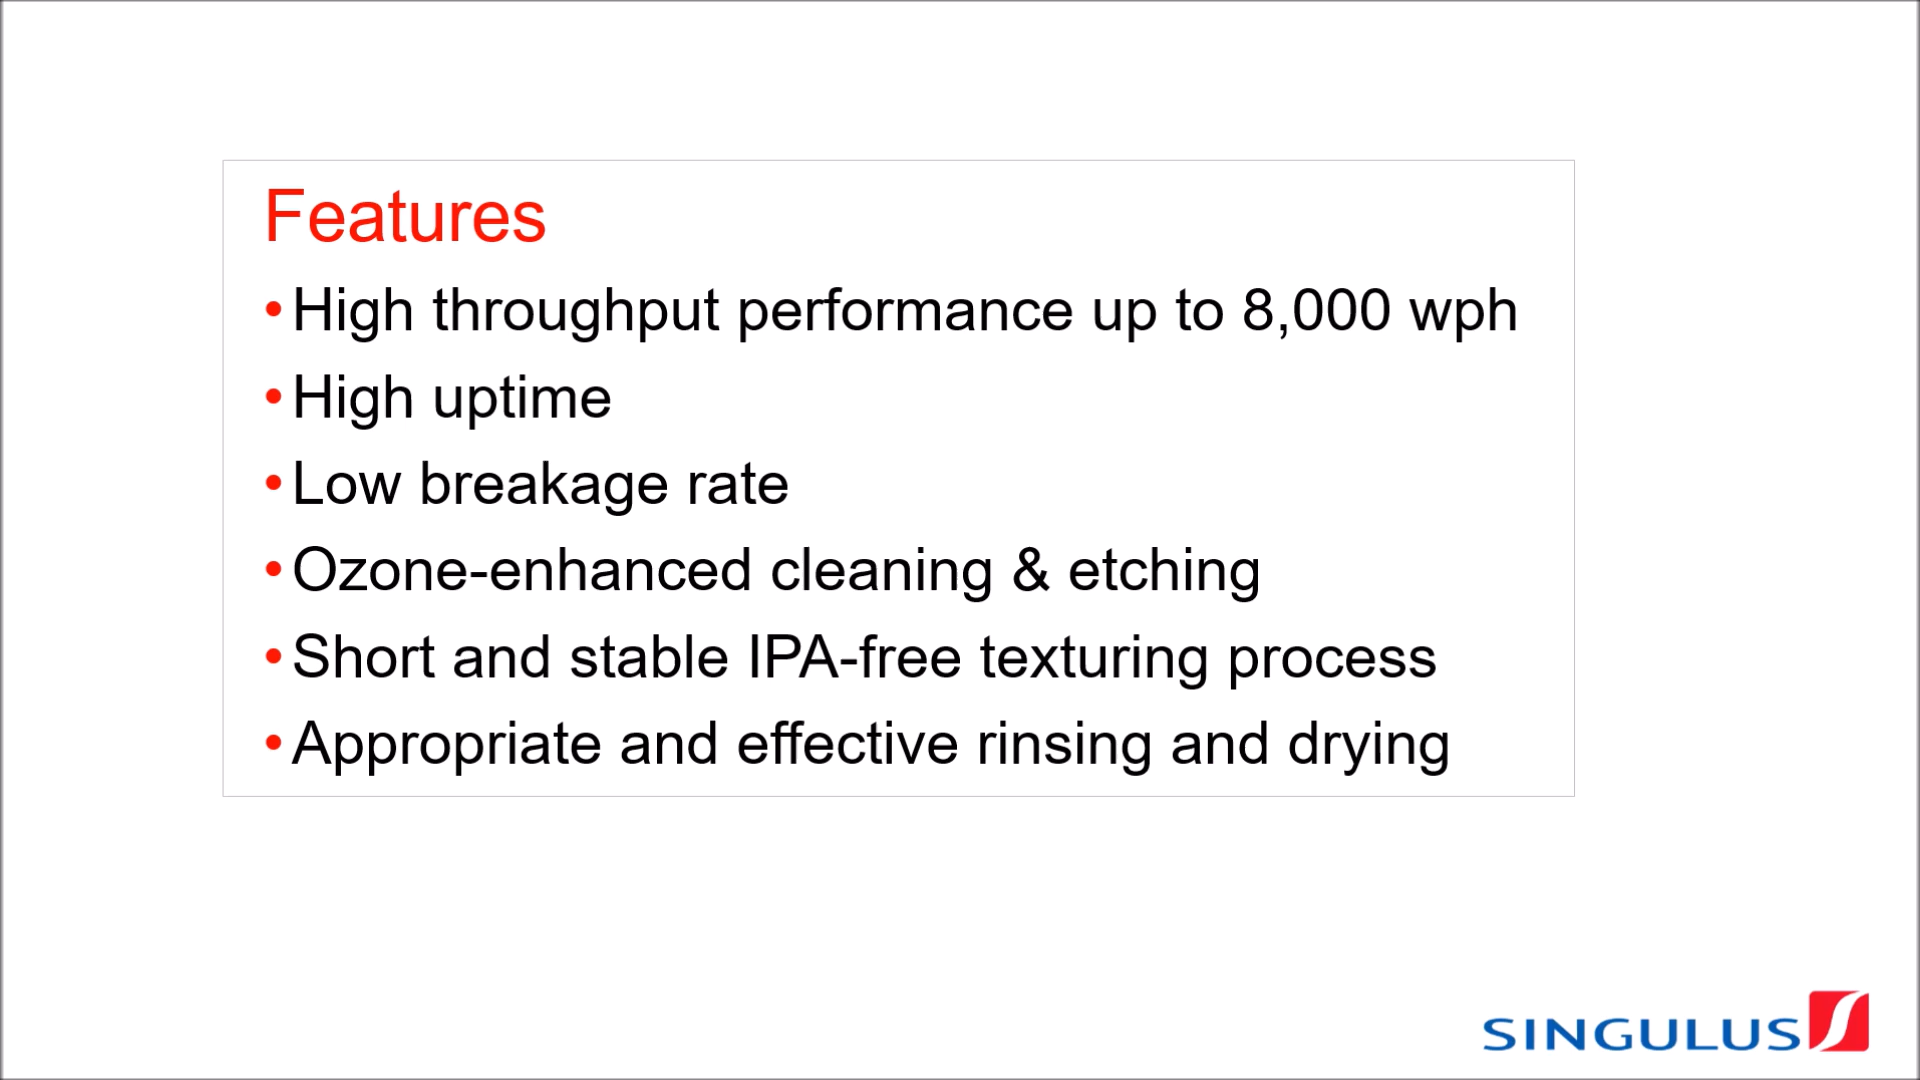 Features
• High throughput performance up to 8,000 wph
• High uptime
• Low breakage rate
• Ozone-enhanced cleaning & etching
• Short and stable IPA-free texturing process
• Appropriate and effective rinsing and drying
SINGULUS